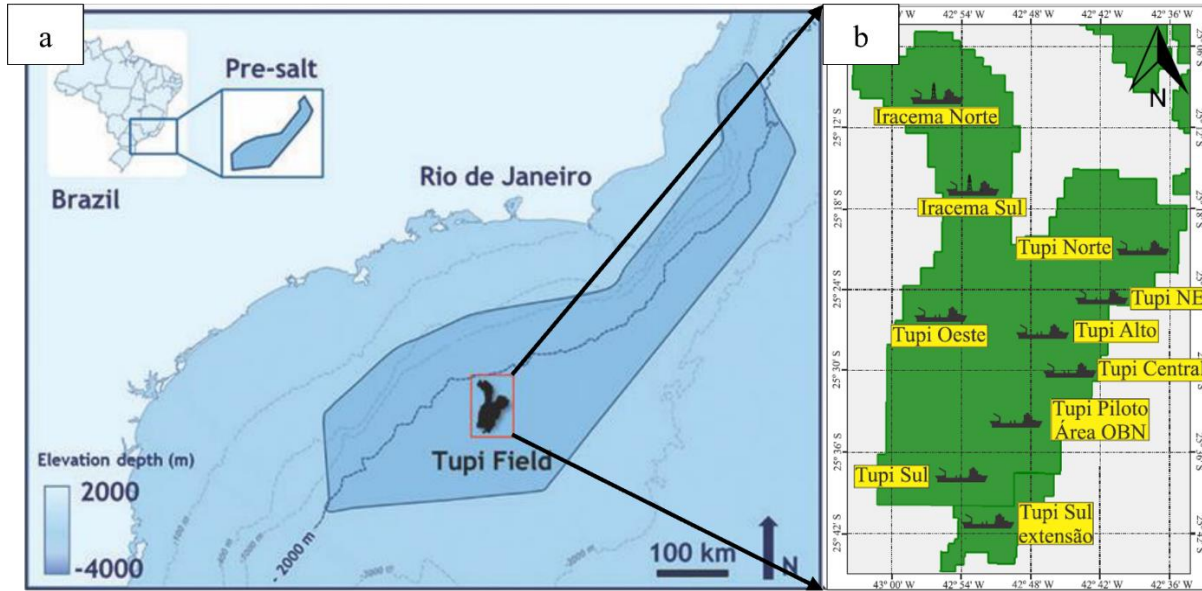 a
Pre-salt
Brazil
Rio de Janeiro
Tupi Field
Elevation depth (m)
2000
-4000
- 2000 m
100 km
N
b
43° 00' W 42° 54' W 42° 48' W 42° 42' W 42° 36' W
N
Iracema Norte
25° 12' S
Iracema Sul
25° 18' S
Tupi Norte
25° 24' S
Tupi NE
Tupi Oeste
Tupi Alto
25° 30' S
Tupi Central
Tupi Piloto
Área OBN
25° 36' S
Tupi Sul
Tupi Sul
extensão
25° 42' S
43° 00' W 42° 54' W 42° 48' W 42° 42' W 42° 36' W